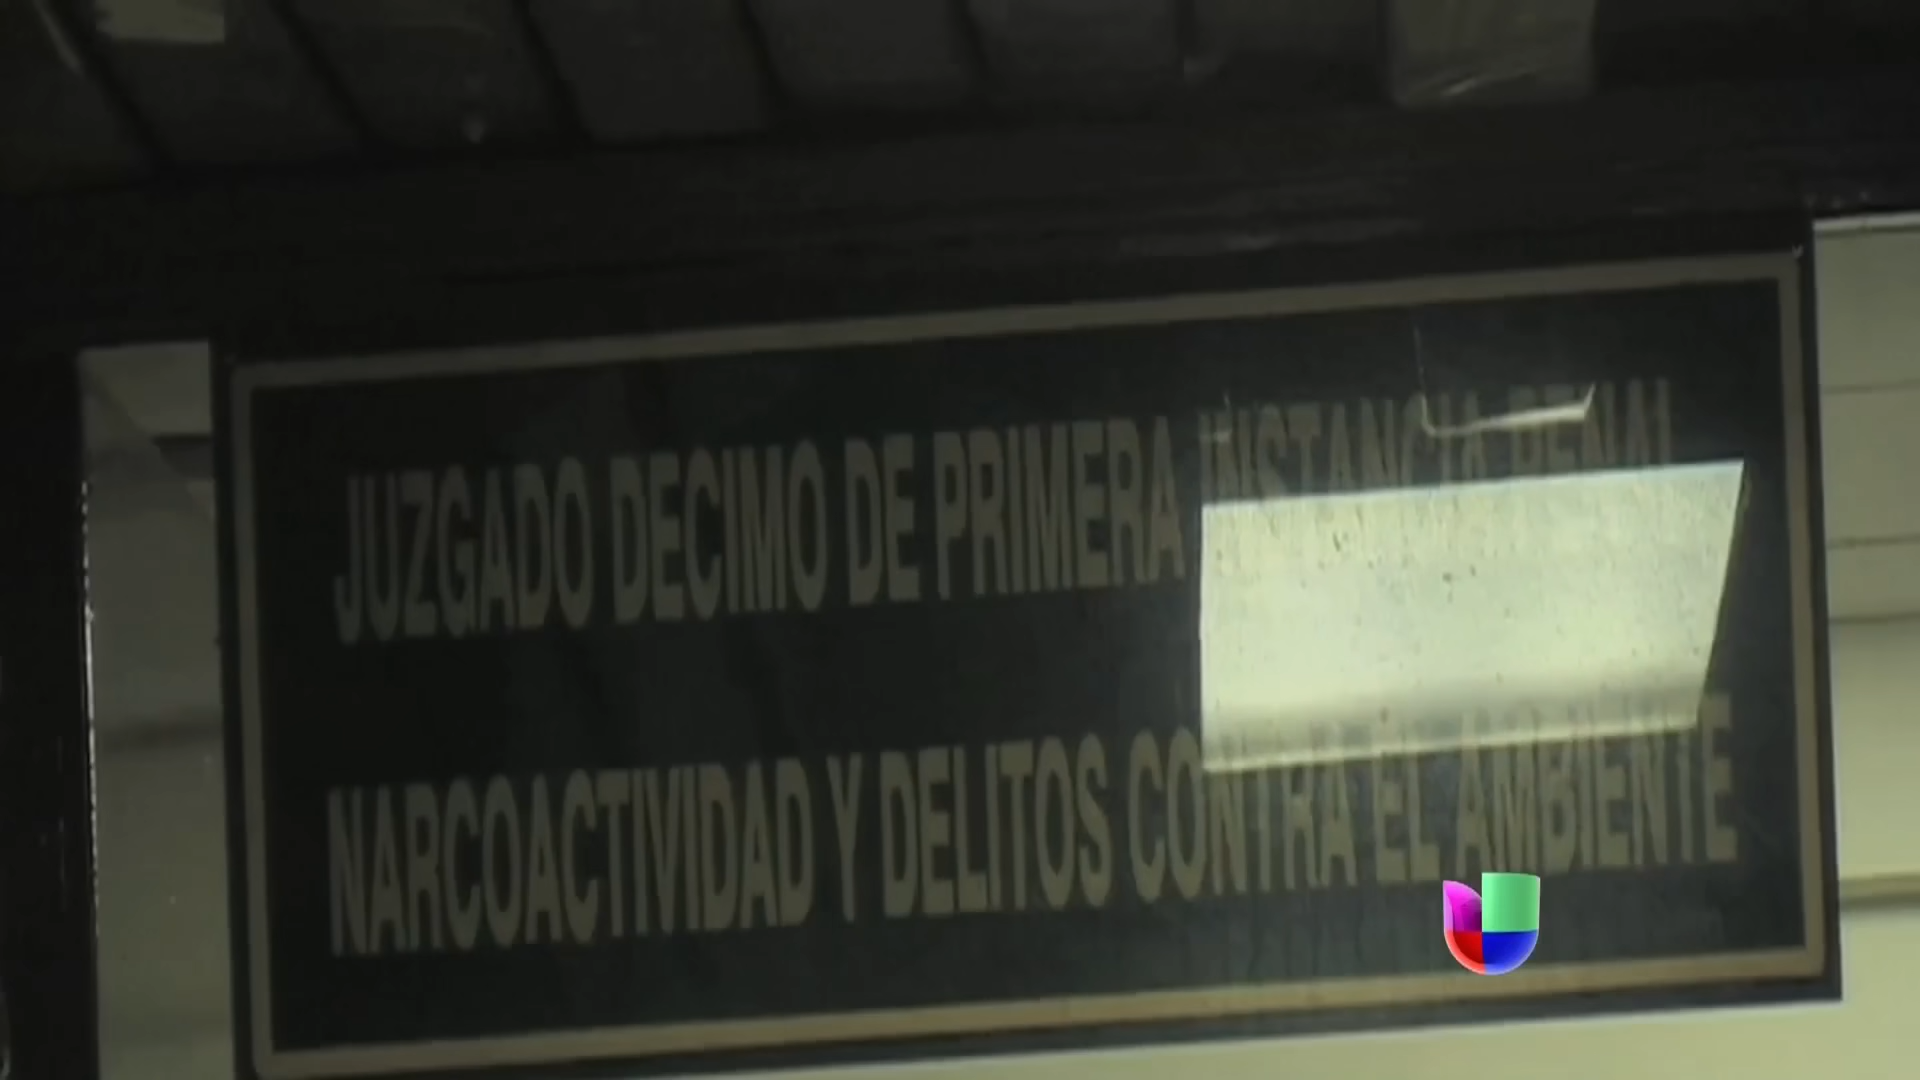 JUZGADO DECIMO DE PRIMERA INSTANCIA PENAL
NARCOACTIVIDAD Y DELITOS CONTRA EL AMBIENTE